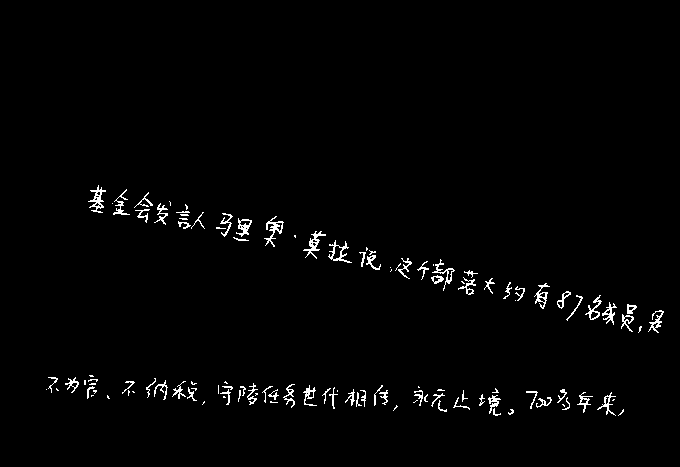 基金会发言人马里奥·莫拉说,这个部落大约有87名成员,是
不为官、不纳税,守陵任务世代相传,永无止境。700多年来,